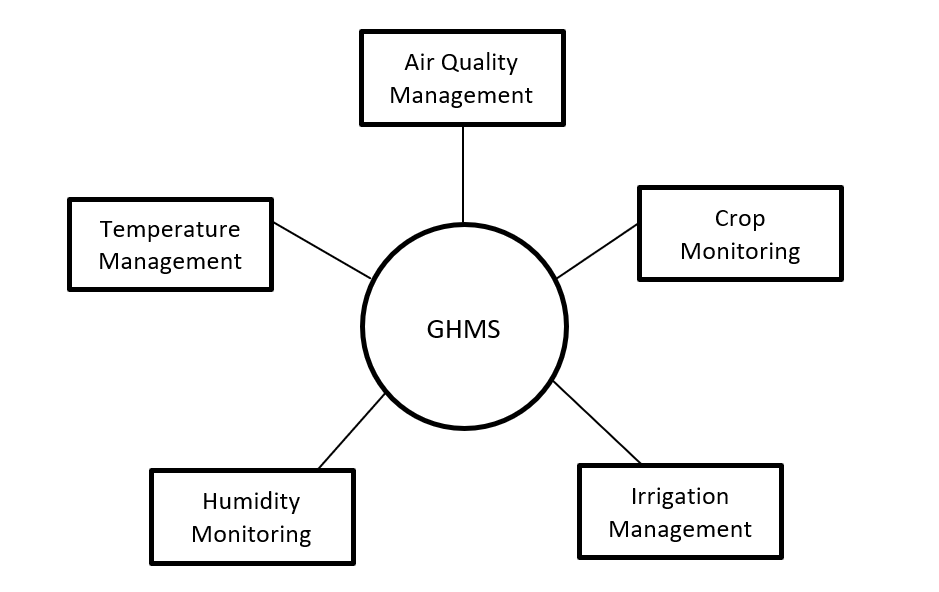 Air Quality
Management
Temperature
Management
Crop
Monitoring
GHMS
Humidity
Monitoring
Irrigation
Management